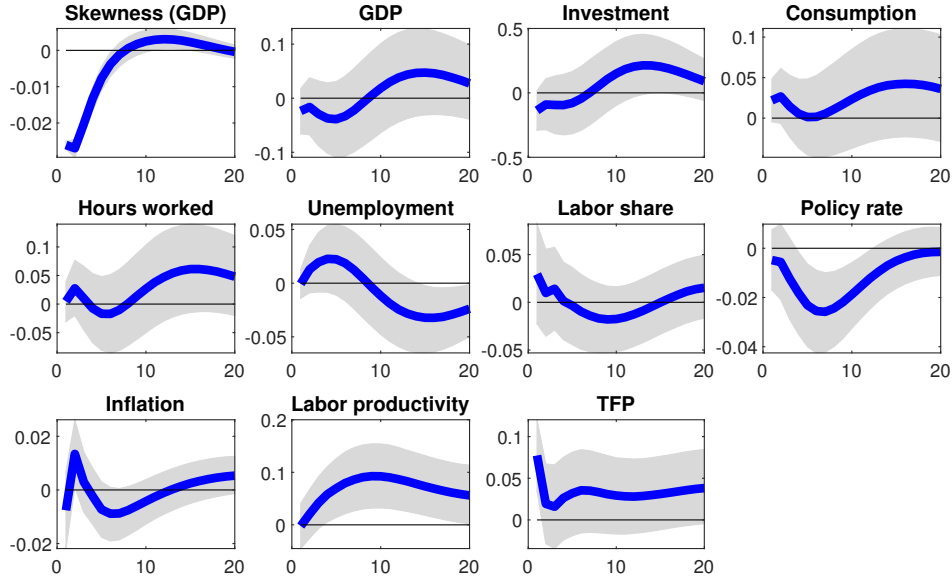 Skewness (GDP)
0
-0.01
-0.02
0 10 20
GDP
0.1
0
-0.1
0 10 20
Investment
0.5
0
-0.5
0 10 20
Consumption
0.1
0.05
0
0 10 20
Hours worked
0.1
0.05
0
-0.05
0 10 20
Unemployment
0.05
0
-0.05
0 10 20
Labor share
0.05
0
-0.05
0 10 20
Policy rate
0
-0.02
-0.04
0 10 20
Inflation
0.02
0
-0.02
0 10 20
Labor productivity
0.2
0.1
0
0 10 20
TFP
0.1
0.05
0
0 10 20